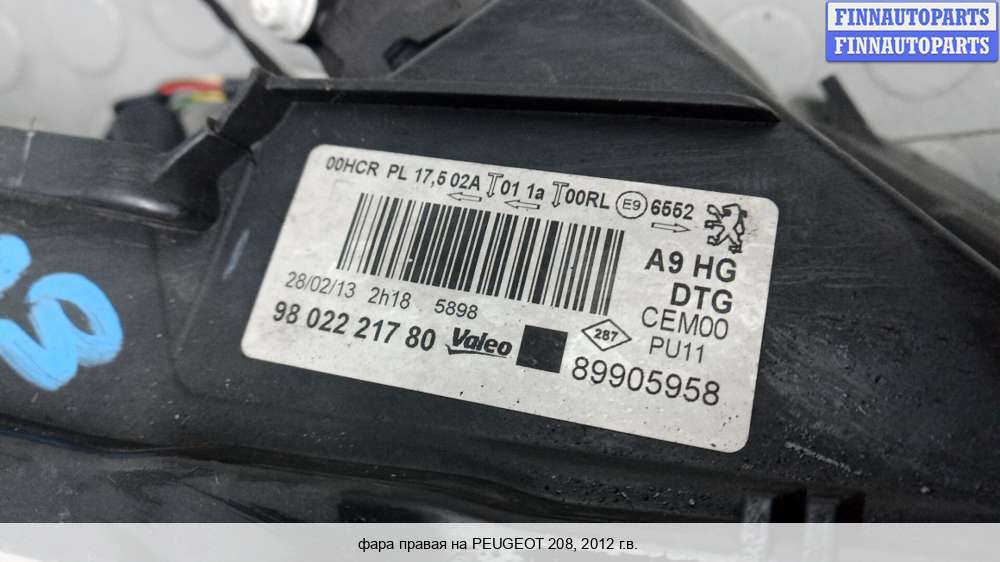 FINNAUTOPARTS
FINNAUTOPARTS
00HCR PL 17,5 02A 01 1a 00RL E9 6552
A9 HG
DTG
CEM00
PU11
28/02/13 2h18 5898
98 022 217 80 Valeo 287
89905958
фара правая на PEUGEOT 208, 2012 г.в.